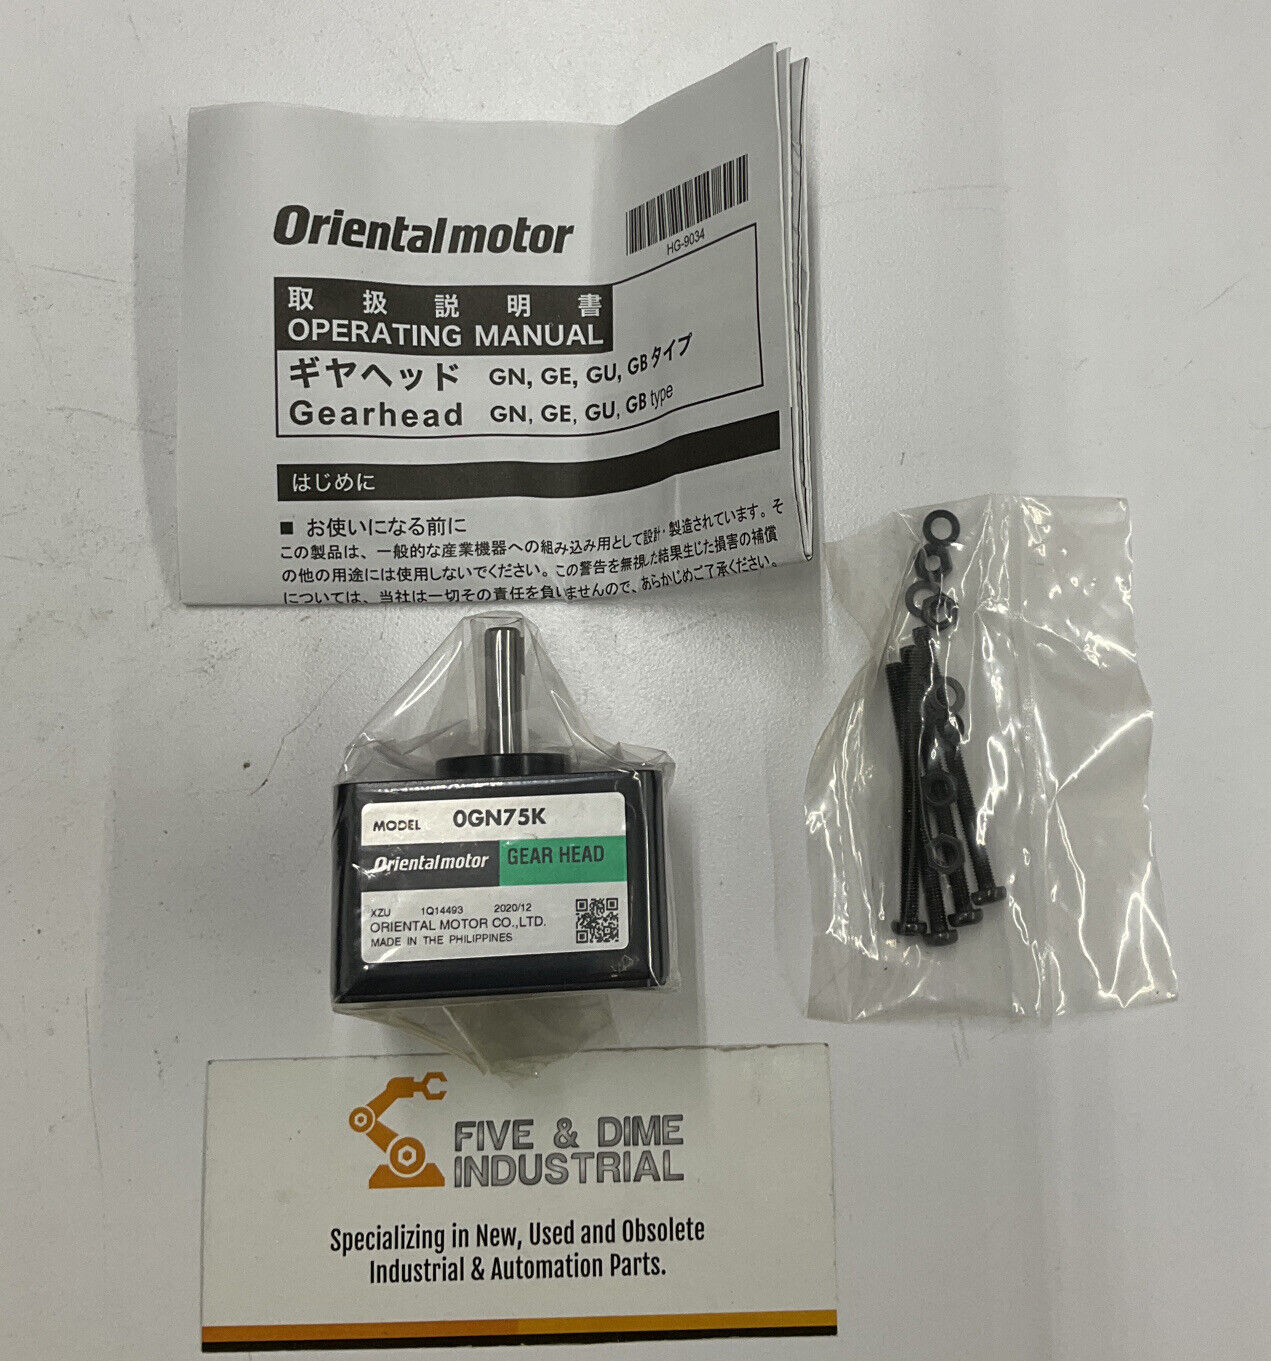 Orientalmotor
HG-9034
取扱説明書
OPERATING MANUAL
ギヤヘッド GN, GE, GU, GBタイプ
Gearhead GN, GE, GU, GB type
はじめに
■ お使いになる前に
この製品は、一般的な産業機器への組み込み用として設計・製造されています。そ
の他の用途には使用しないでください。この警告を無視した結果生じた損害の補償
については、当社は一切その責任を負いませんので、あらかじめご了承ください。
MODEL 0GN75K
Orientalmotor GEAR HEAD
XZU 1Q14493 2020/12
ORIENTAL MOTOR CO.,LTD.
MADE IN THE PHILIPPINES
FIVE & DIME
INDUSTRIAL
Specializing in New, Used and Obsolete
Industrial & Automation Parts.